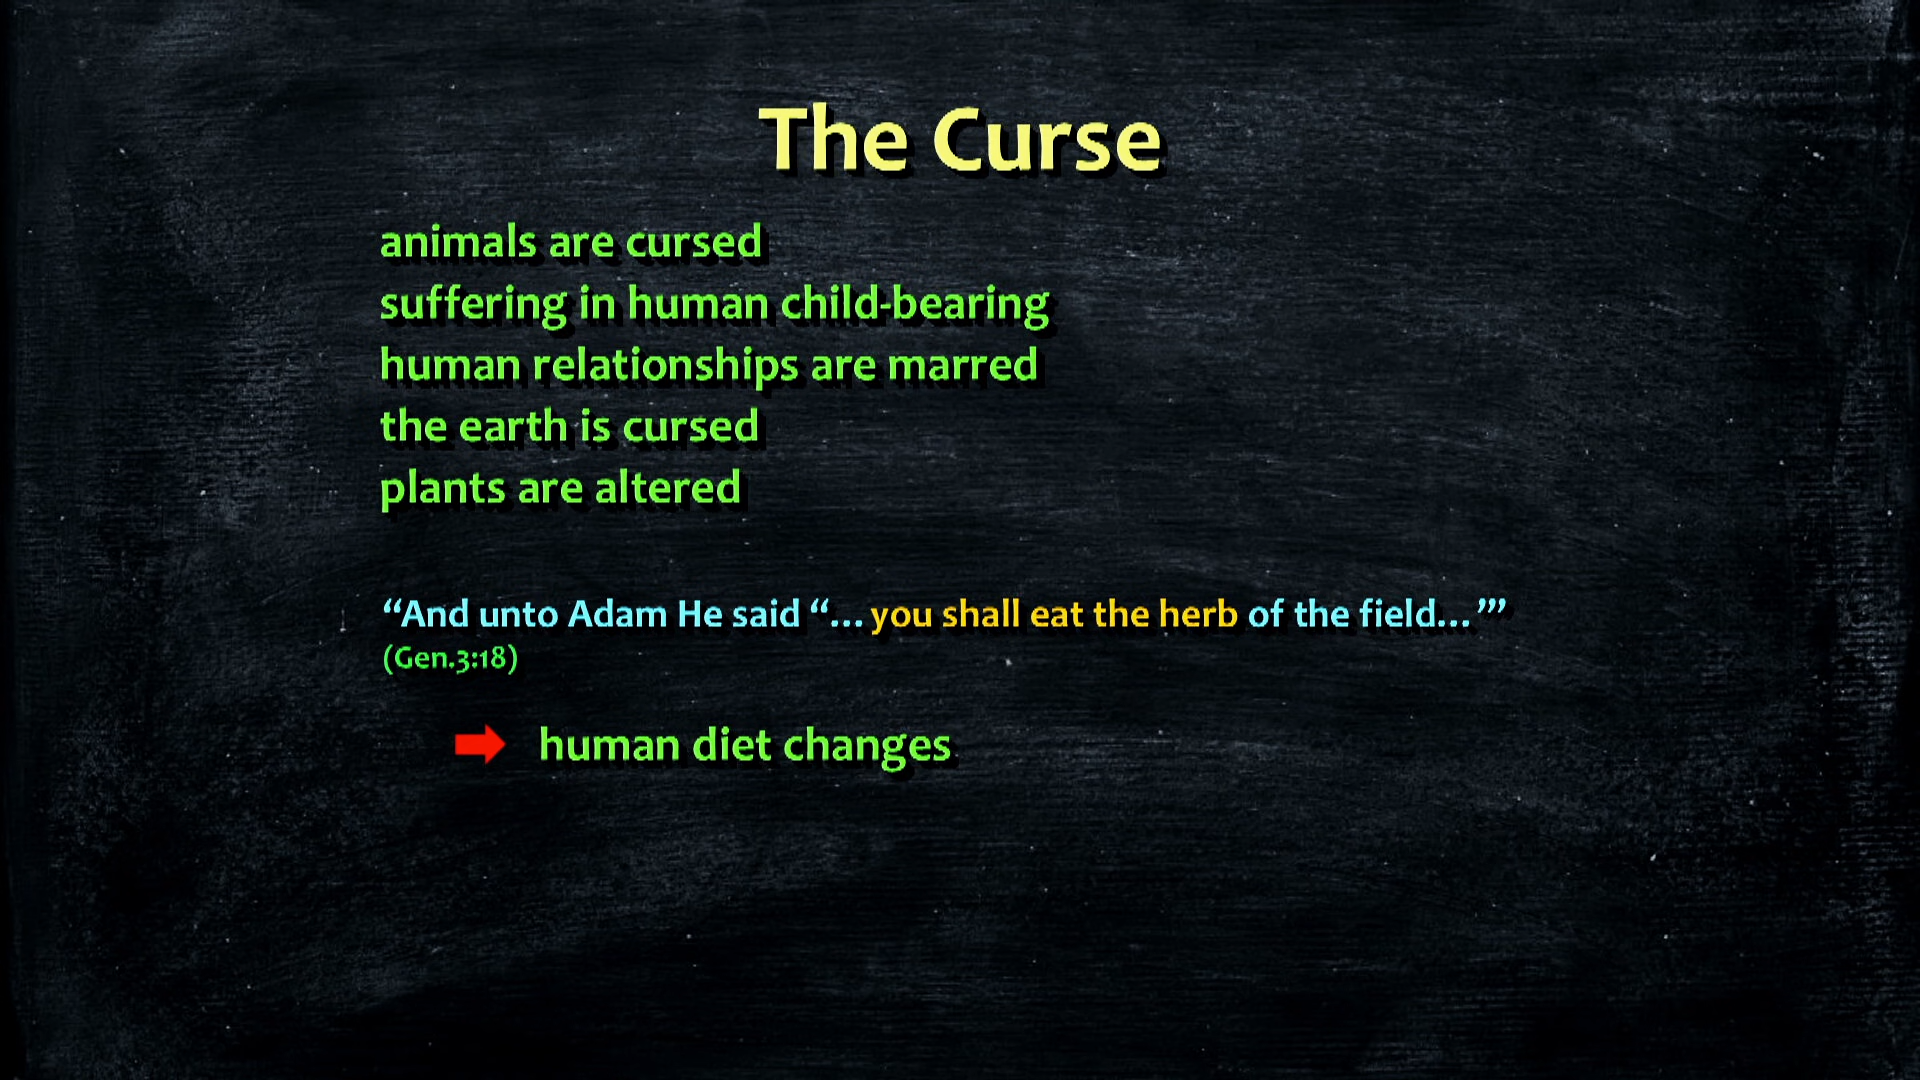 The Curse
animals are cursed
suffering in human child-bearing
human relationships are marred
the earth is cursed
plants are altered
“And unto Adam He said “…you shall eat the herb of the field…”’
(Gen.3:18)
human diet changes